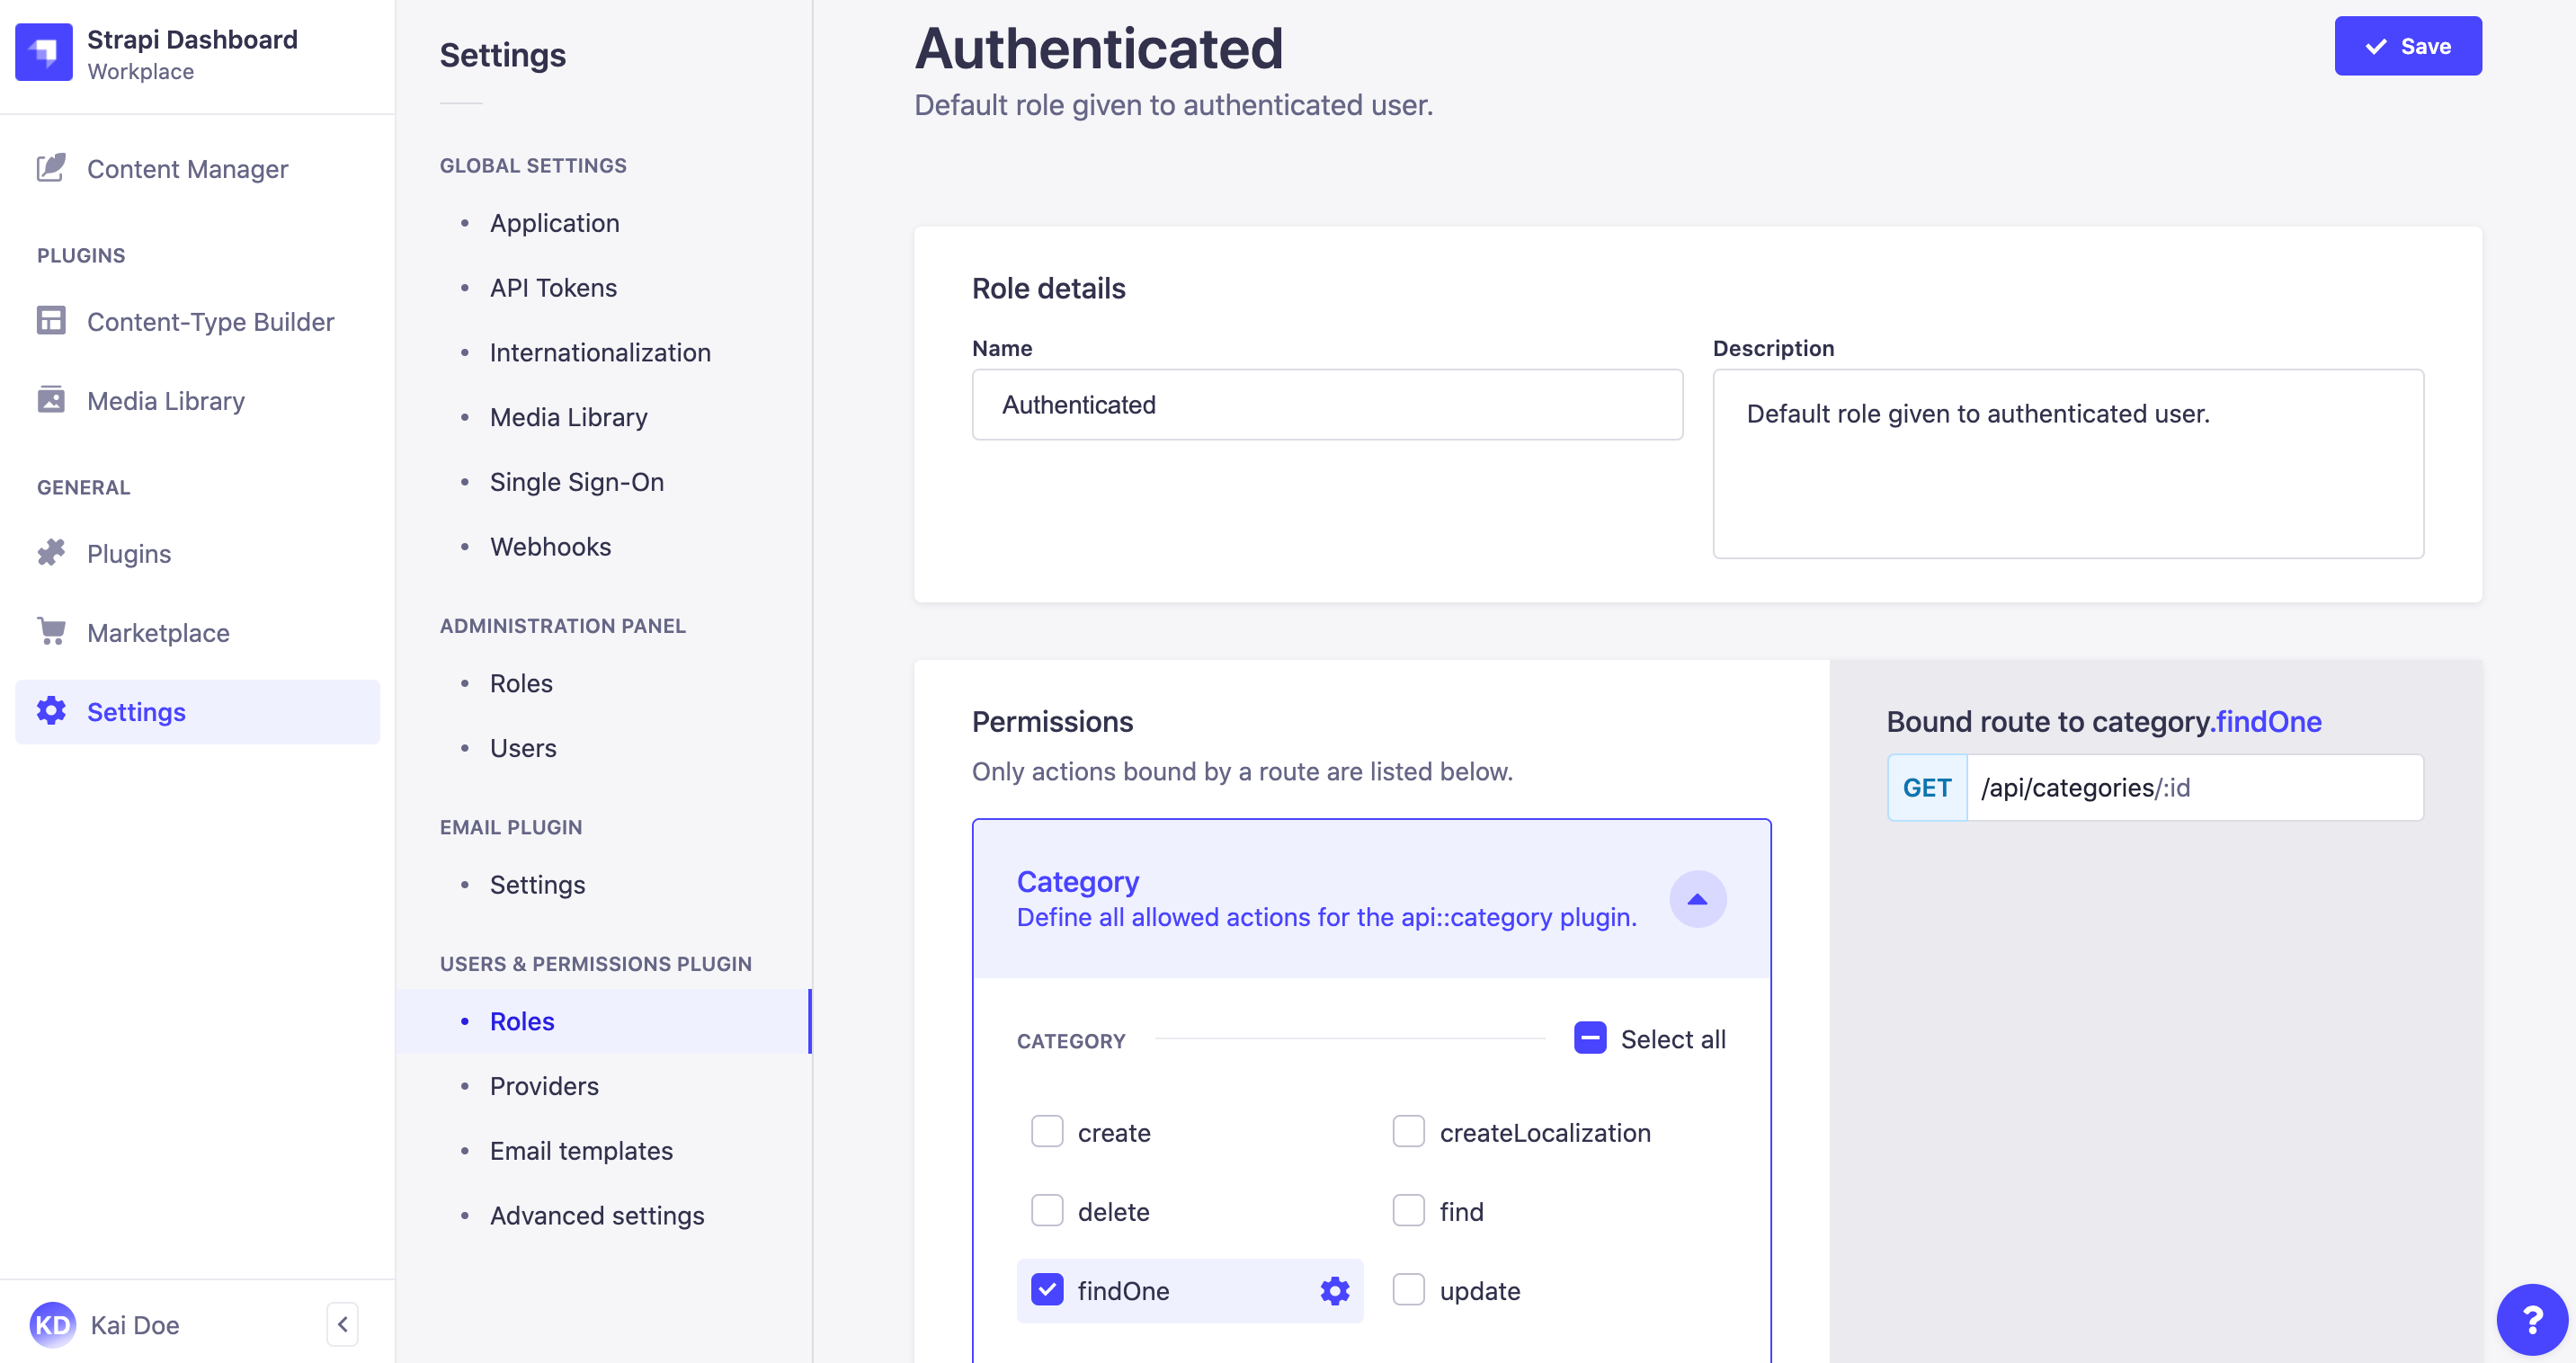 Strapi Dashboard
Workplace
Content Manager
PLUGINS
Content-Type Builder
Media Library
GENERAL
Plugins
Marketplace
Settings
KD Kai Doe
Settings
GLOBAL SETTINGS
Application
API Tokens
Internationalization
Media Library
Single Sign-On
Webhooks
ADMINISTRATION PANEL
Roles
Users
EMAIL PLUGIN
Settings
USERS & PERMISSIONS PLUGIN
Roles
Providers
Email templates
Advanced settings
Authenticated
Default role given to authenticated user.
Save
Role details
Name
Authenticated
Description
Default role given to authenticated user.
Permissions
Only actions bound by a route are listed below.
Category
Define all allowed actions for the api::category plugin.
CATEGORY
Select all
create
createLocalization
delete
find
findOne
update
Bound route to category.findOne
GET /api/categories/:id
?